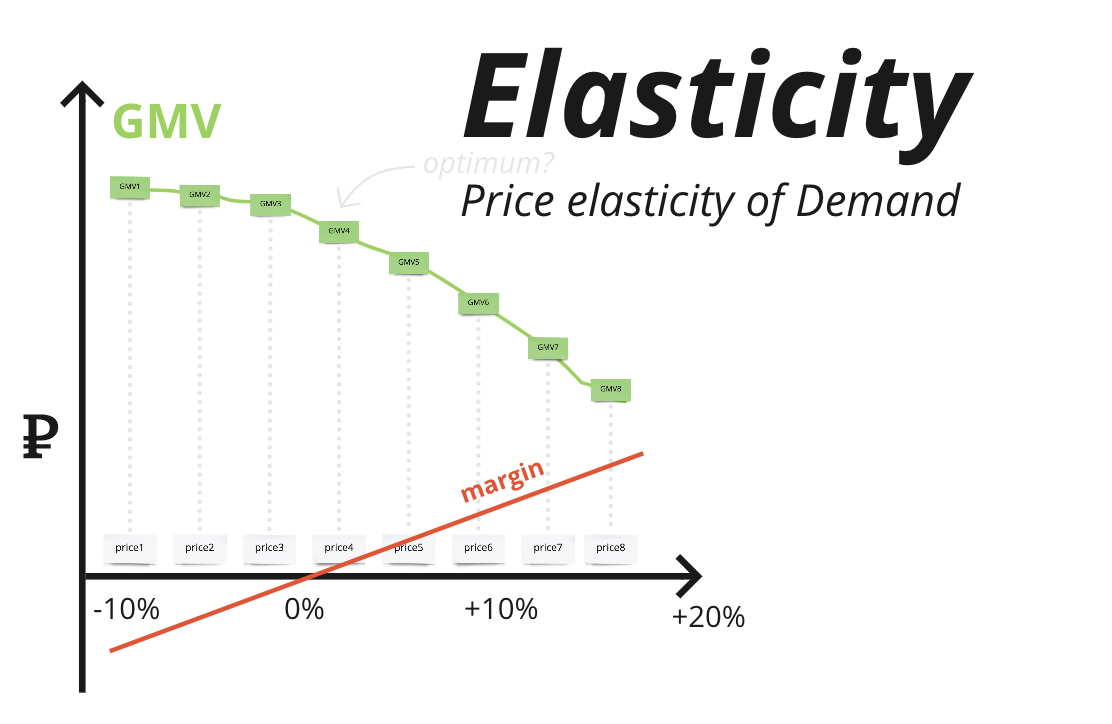 Elasticity
GMV
optimum?
Price elasticity of Demand
GMV1
GMV2
GMV3
GMV4
GMV5
GMV6
GMV7
GMV8
₽
margin
price1 price2 price3 price4 price5 price6 price7 price8
-10% 0% +10% +20%